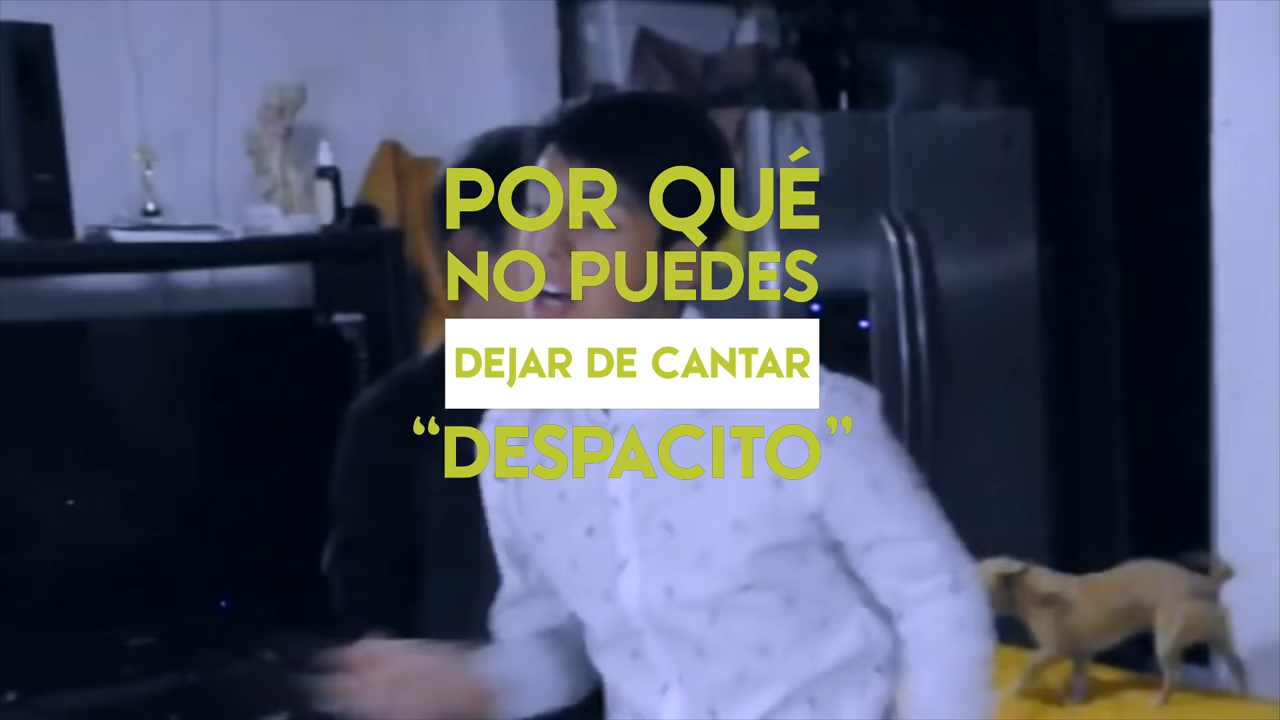 POR QUÉ
NO PUEDES
DEJAR DE CANTAR
“DESPACITO”